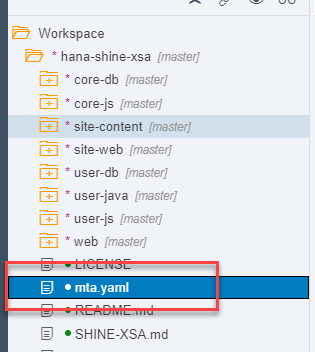 Workspace
* hana-shine-xsa [master]
* core-db [master]
* core-js [master]
* site-content [master]
* site-web [master]
* user-db [master]
* user-java [master]
* user-js [master]
* web [master]
LICENSE
mta.yaml
README.md
SHINE-XSA.md